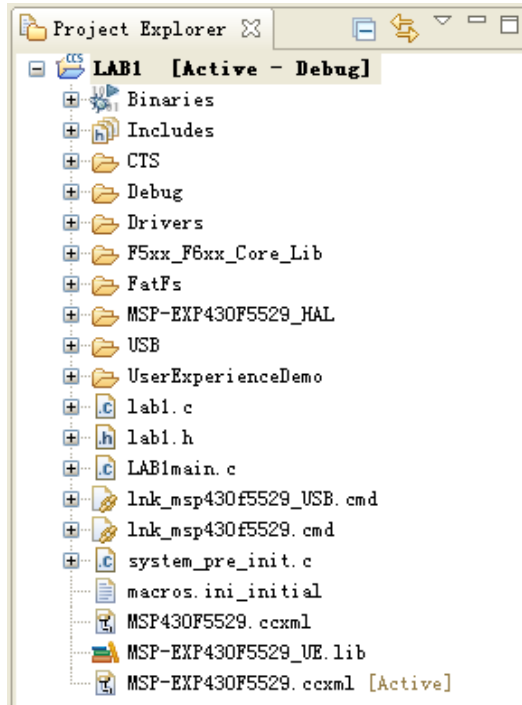 Project Explorer
LAB1 [Active - Debug]
Binaries
Includes
CTS
Debug
Drivers
F5xx_F6xx_Core_Lib
FatFs
MSP-EXP430F5529_HAL
USB
UserExperienceDemo
lab1.c
lab1.h
LAB1main.c
lnk_msp430f5529_USB.cmd
lnk_msp430f5529.cmd
system_pre_init.c
macros.ini_initial
MSP430F5529.ccxml
MSP-EXP430F5529_UE.lib
MSP-EXP430F5529.ccxml [Active]